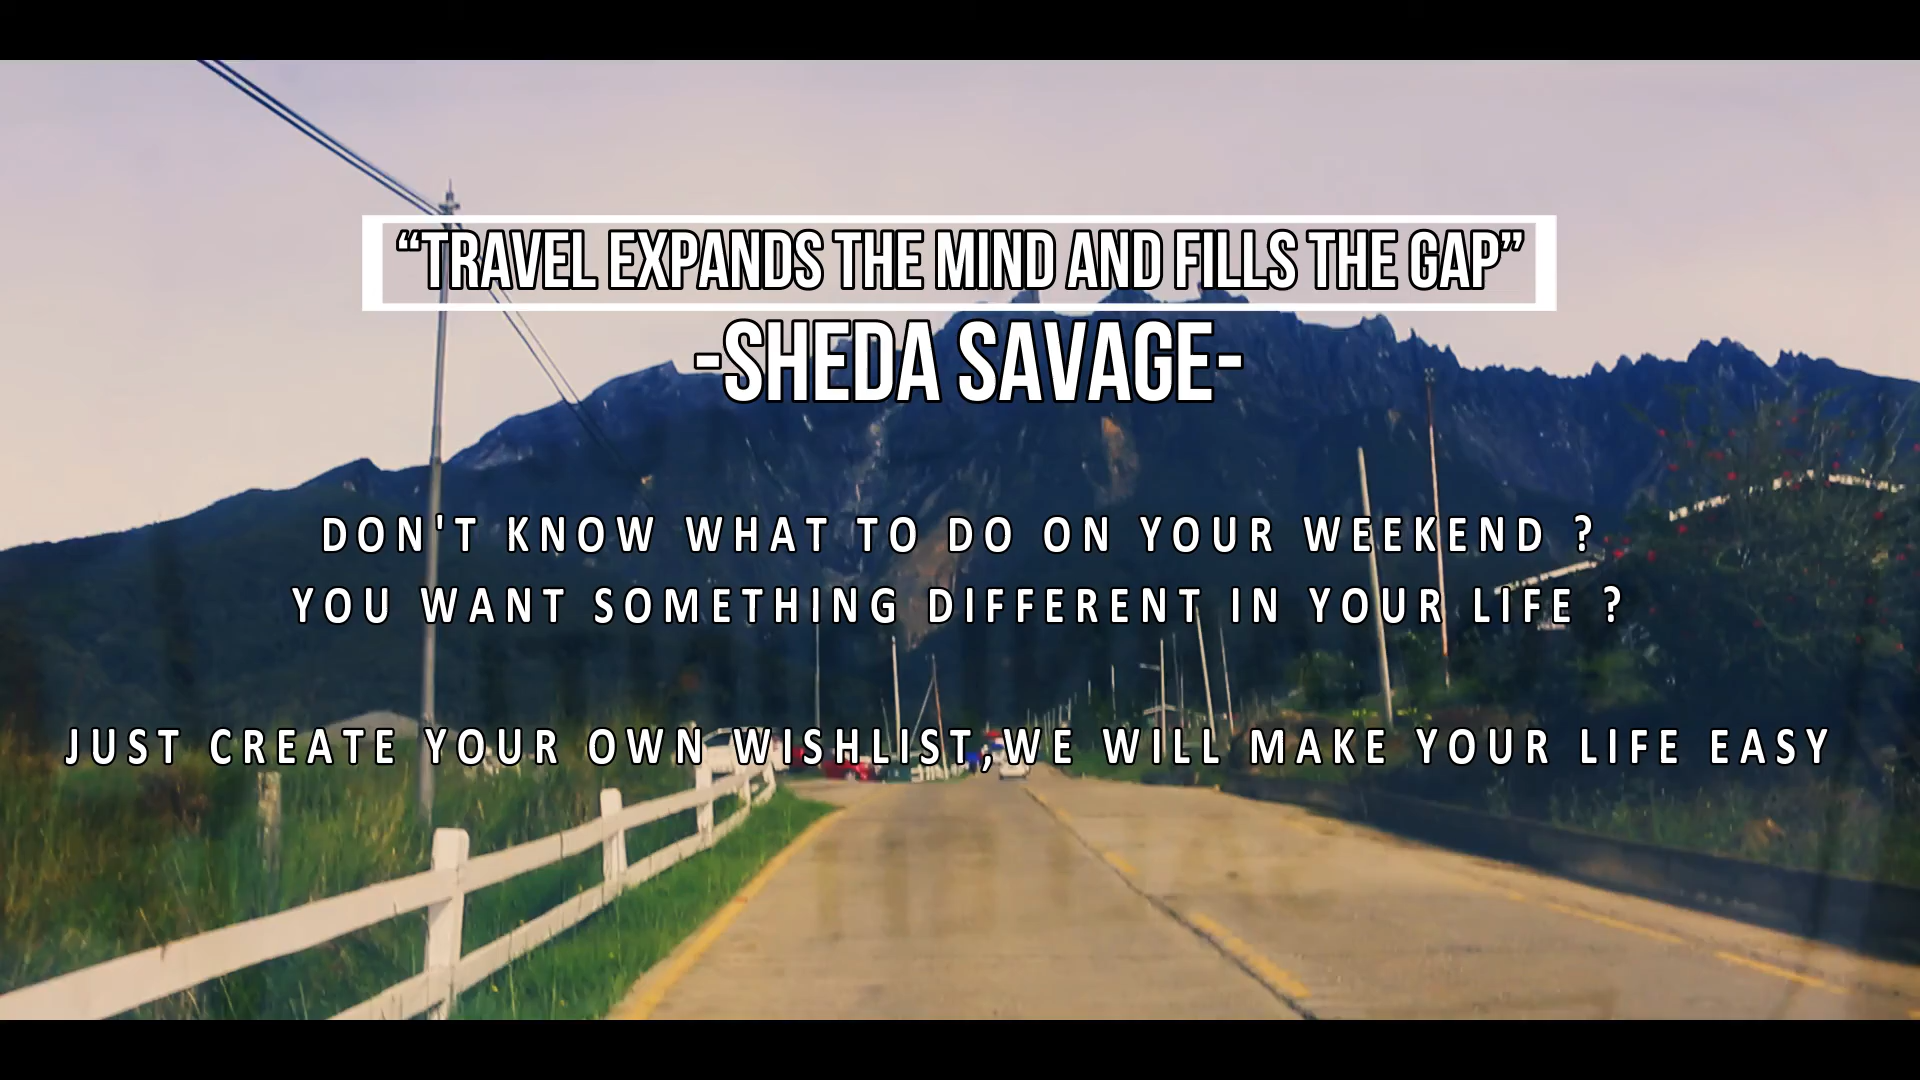 “TRAVEL EXPANDS THE MIND AND FILLS THE GAP”
-SHEDA SAVAGE-
DON'T KNOW WHAT TO DO ON YOUR WEEKEND ?
YOU WANT SOMETHING DIFFERENT IN YOUR LIFE ?
JUST CREATE YOUR OWN WISHLIST,WE WILL MAKE YOUR LIFE EASY